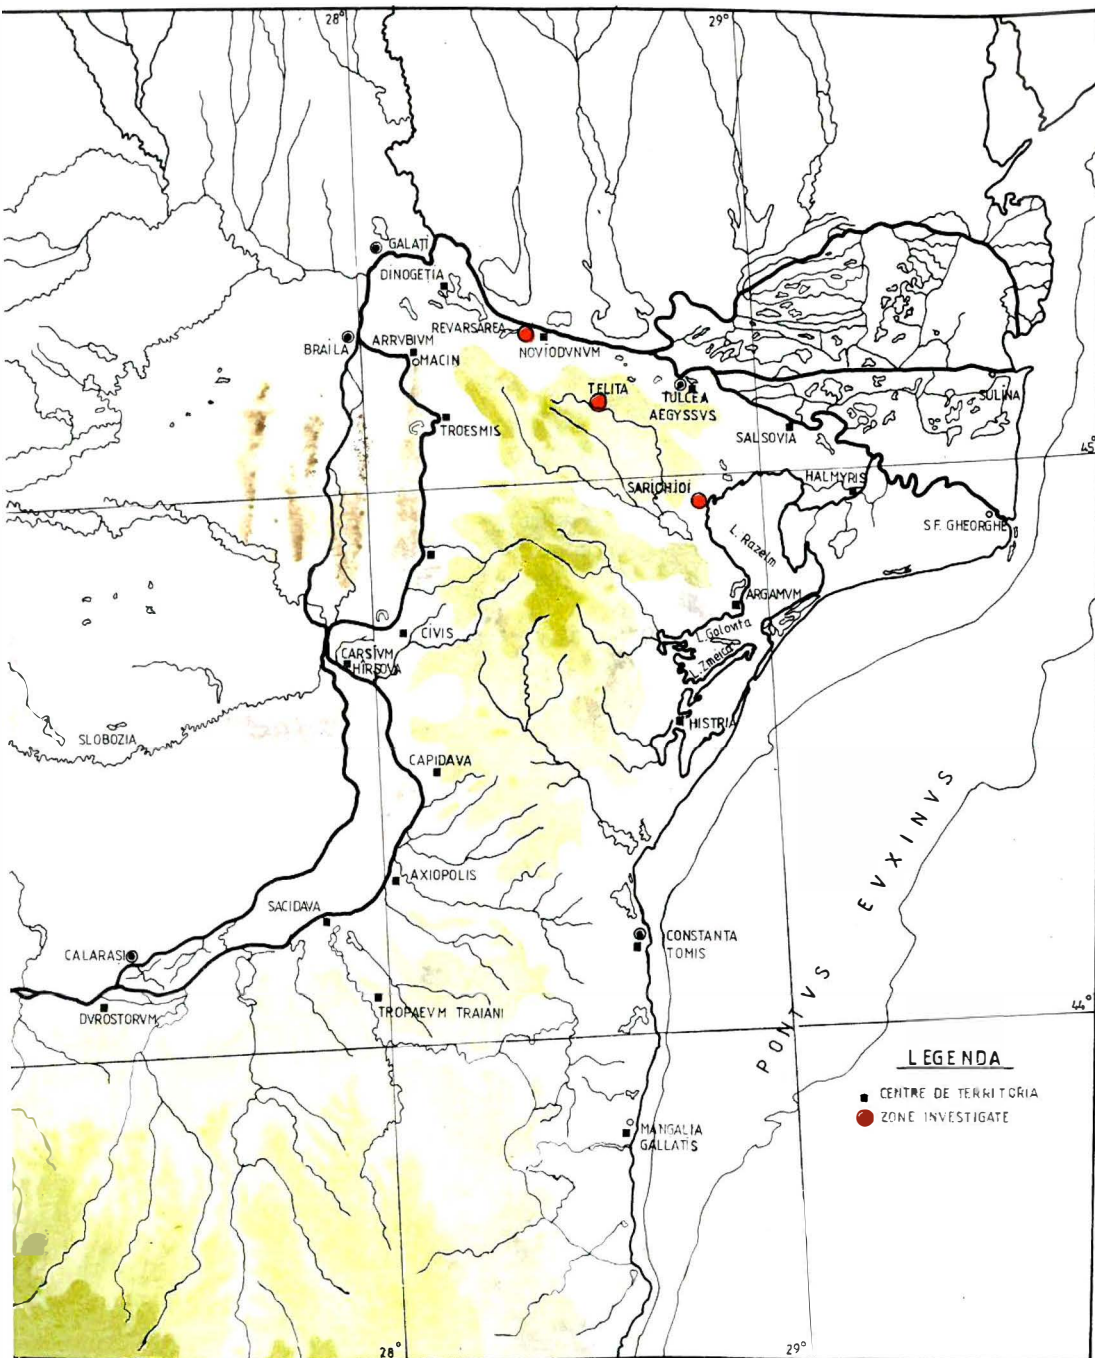 28°
29°
GALAȚI
DINOGETIA
REVARSAREA
BRAILA
ARRVBIVM
MACIN
NOVIODVNVM
TELITA
TULCEA
AEGYSSVS
SULINA
TROESMIS
SALSOVIA
45
HALMYRIS
SARICHIOI
S.F. GHEORGHE
L. Razelm
ARGAMVM
CIVIS
L.Golovita
CARSIVM
HIRSOVA
L.Zmeica
HISTRIA
SLOBOZIA
CAPIDAVA
PONTVS EVXINVS
AXIOPOLIS
SACIDAVA
CONSTANTA
TOMIS
CALARASI
TROPAEVM TRAIANI
DVROSTORVM
44°
LEGENDA
CENTRE DE TERRITORIA
ZONE INVESTIGATE
MANGALIA
GALLATIS
28°
29°